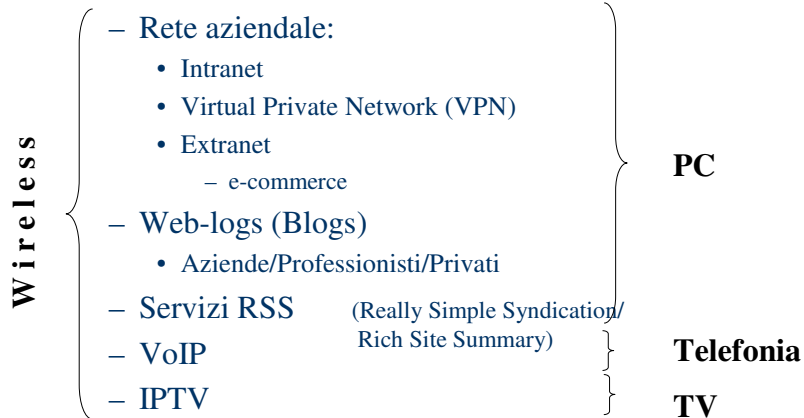 Wireless
– Rete aziendale:
• Intranet
• Virtual Private Network (VPN)
• Extranet
– e-commerce
PC
– Web-logs (Blogs)
• Aziende/Professionisti/Privati
– Servizi RSS (Really Simple Syndication/
Rich Site Summary)
– VoIP
Telefonia
– IPTV
TV